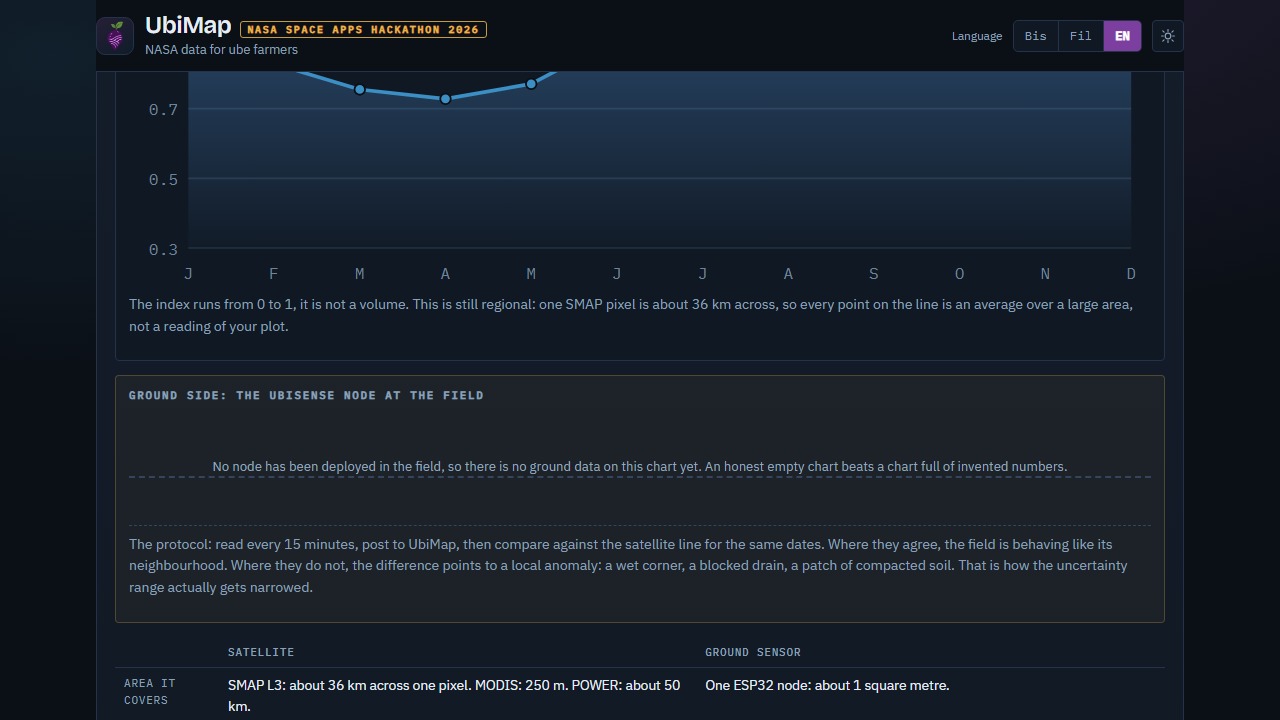 UbiMap NASA SPACE APPS HACKATHON 2026
NASA data for ube farmers
Language Bis Fil EN
0.7
0.5
0.3
J F M A M J J A S O N D
The index runs from 0 to 1, it is not a volume. This is still regional: one SMAP pixel is about 36 km across, so every point on the line is an average over a large area,
not a reading of your plot.
GROUND SIDE: THE UBISENSE NODE AT THE FIELD
No node has been deployed in the field, so there is no ground data on this chart yet. An honest empty chart beats a chart full of invented numbers.
The protocol: read every 15 minutes, post to UbiMap, then compare against the satellite line for the same dates. Where they agree, the field is behaving like its
neighbourhood. Where they do not, the difference points to a local anomaly: a wet corner, a blocked drain, a patch of compacted soil. That is how the uncertainty
range actually gets narrowed.
SATELLITE GROUND SENSOR
AREA IT
COVERS
SMAP L3: about 36 km across one pixel. MODIS: 250 m. POWER: about 50
km.
One ESP32 node: about 1 square metre.